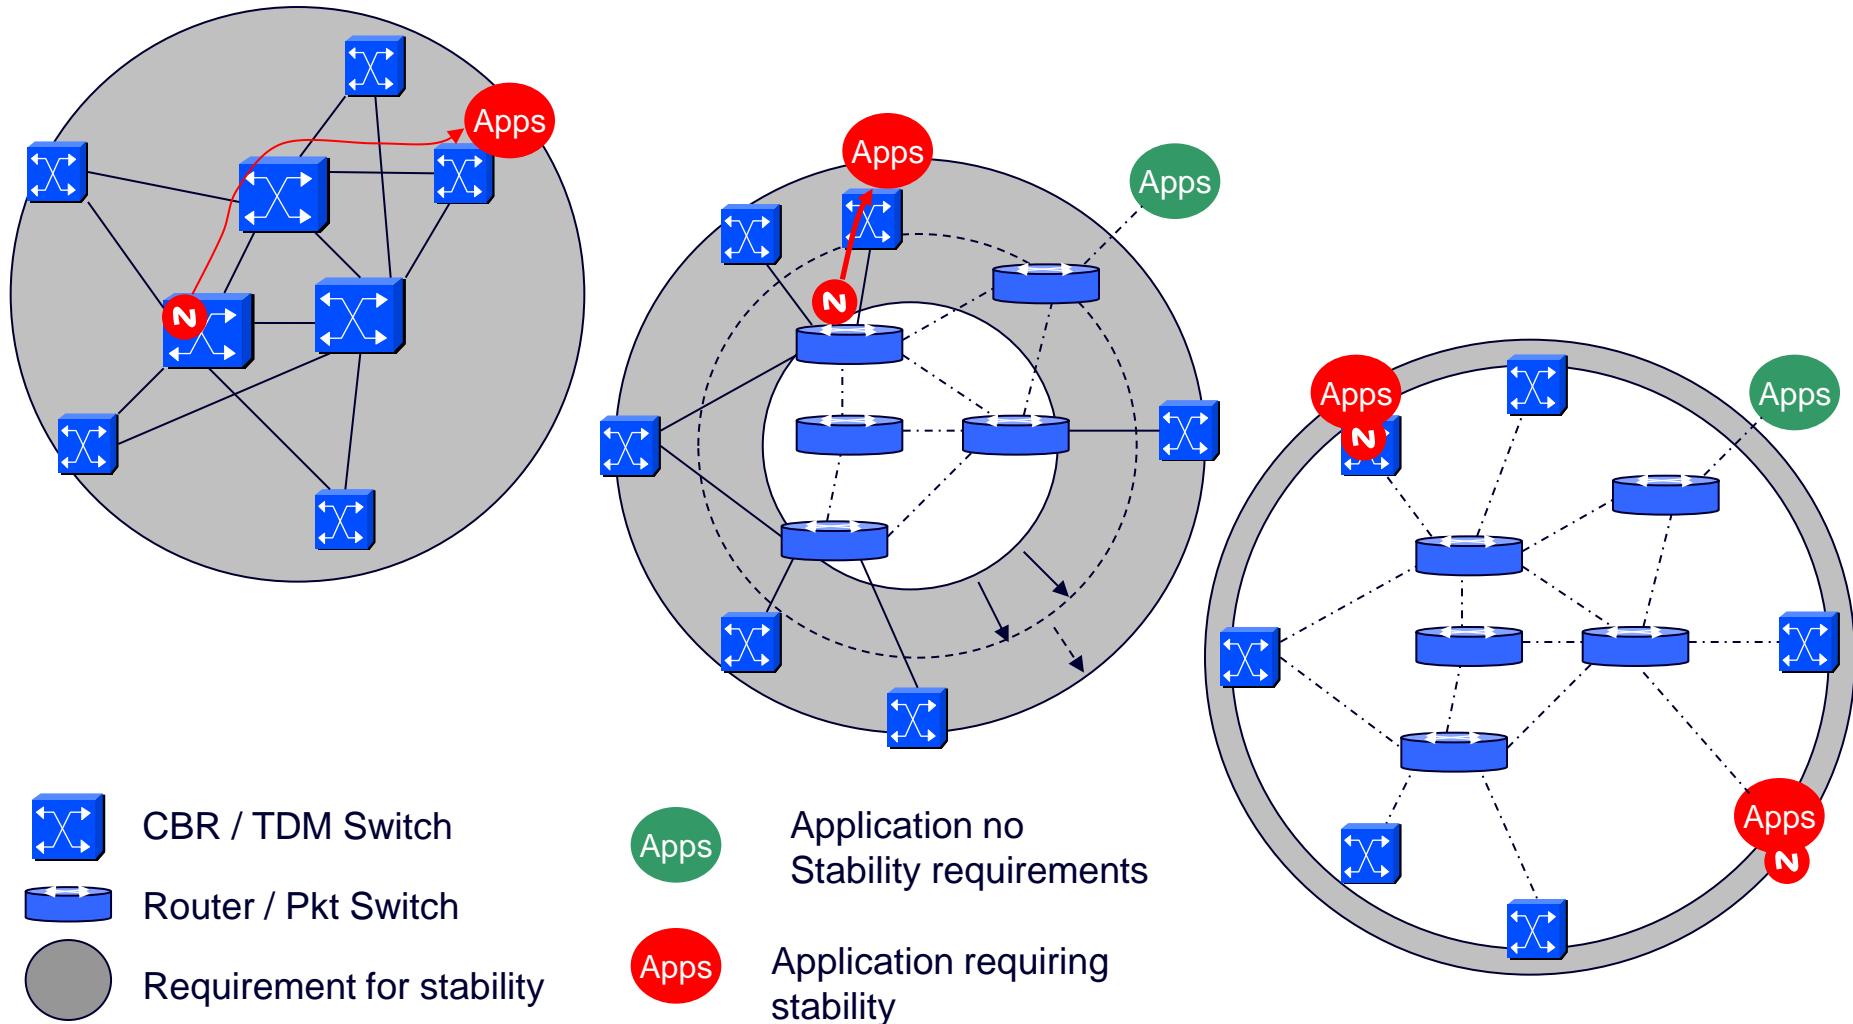 Apps
Apps
Apps
Apps
Apps
Apps
CBR / TDM Switch
Router / Pkt Switch
Requirement for stability
Apps
Application no
Stability requirements
Apps
Application requiring
stability